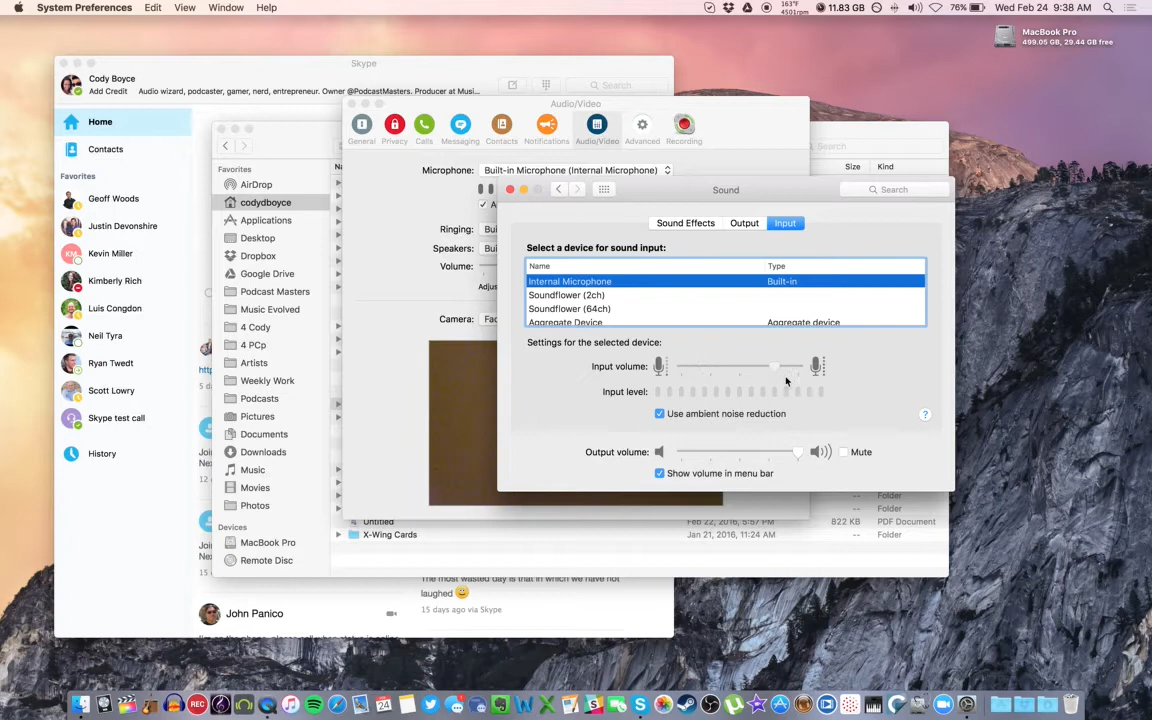 System Preferences Edit View Window Help
163°F
4501rpm
11.83 GB 76% Wed Feb 24 9:38 AM
MacBook Pro
499.05 GB, 29.44 GB free
Skype
Cody Boyce
Add Credit Audio wizard, podcaster, gamer, nerd, entrepreneur. Owner @PodcastMasters. Producer at Musi...
Search
Home
Contacts
Favorites
Geoff Woods
Justin Devonshire
KM Kevin Miller
Kimberly Rich
Luis Congdon
Neil Tyra
Ryan Twedt
Scott Lowry
Skype test call
History
Favorites
AirDrop
codydboyce
Applications
Desktop
Dropbox
Google Drive
Podcast Masters
Music Evolved
4 Cody
4 PCp
Artists
Weekly Work
Podcasts
Pictures
Documents
Downloads
Music
Movies
Photos
Devices
MacBook Pro
Remote Disc
Search
Size Kind
Folder
-- Folder
Untitled Feb 22, 2016, 5:57 PM 822 KB PDF Document
X-Wing Cards Jan 21, 2016, 11:24 AM -- Folder
The most wasted day is that in which we have not
laughed
15 days ago via Skype
John Panico
Audio/Video
General Privacy Calls Messaging Contacts Notifications Audio/Video Advanced Recording
Microphone: Built-in Microphone (Internal Microphone)
Ringing: Bui
Speakers: Bui
Volume:
Adjus
Camera: Fac
Sound
Search
Sound Effects Output Input
Select a device for sound input:
Name Type
Internal Microphone Built-in
Soundflower (2ch)
Soundflower (64ch)
Aggregate Device Aggregate device
Settings for the selected device:
Input volume:
Input level:
Use ambient noise reduction
?
Output volume: Mute
Show volume in menu bar